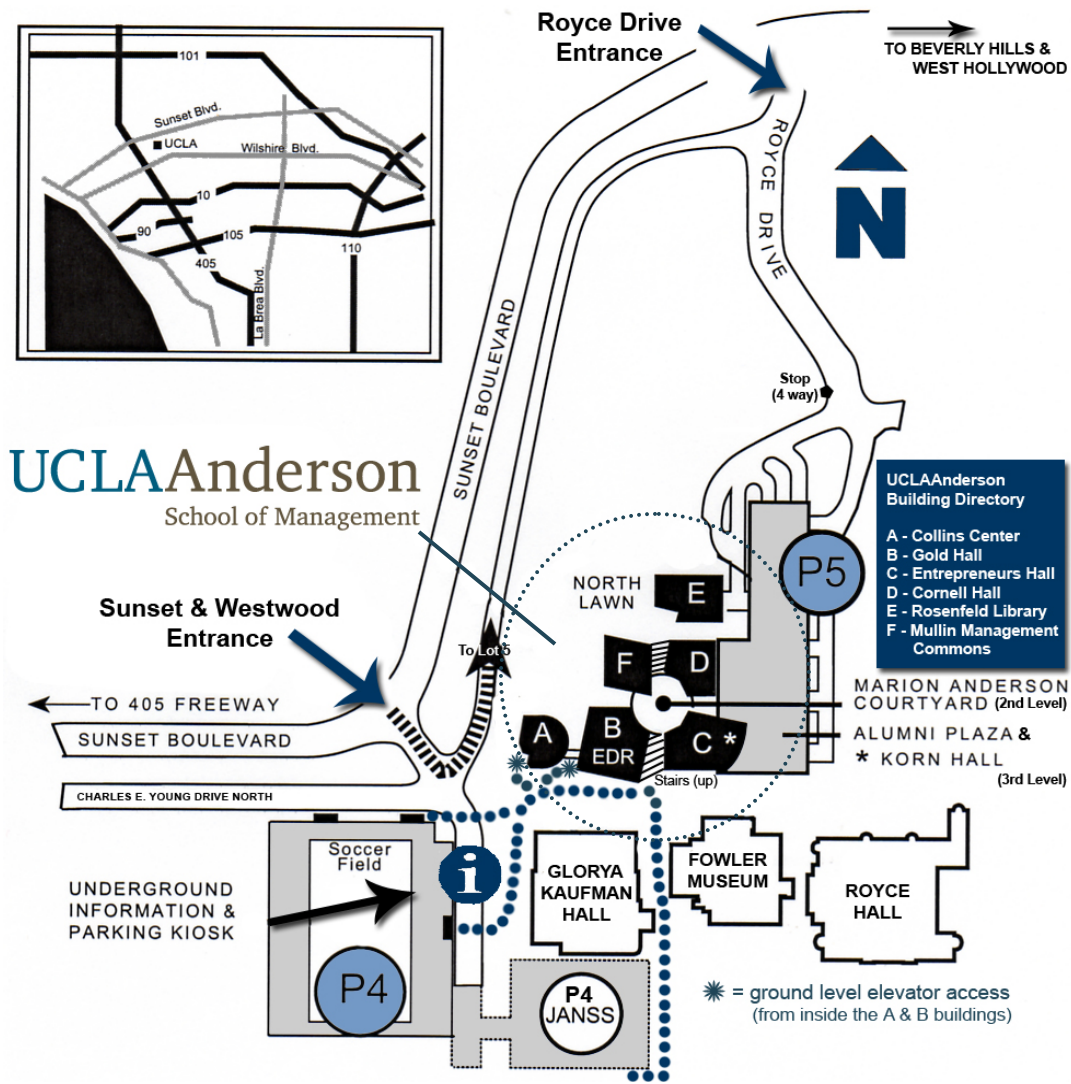 Royce Drive
Entrance
TO BEVERLY HILLS &
WEST HOLLYWOOD
101
Sunset Blvd.
UCLA
Wilshire Blvd.
10
90
105
405
110
La Brea Blvd.
ROYCE DRIVE
N
SUNSET BOULEVARD
Stop
(4 way)
UCLAAnderson
School of Management
UCLAAnderson
Building Directory
A - Collins Center
B - Gold Hall
C - Entrepreneurs Hall
D - Cornell Hall
E - Rosenfeld Library
F - Mullin Management
Commons
P5
NORTH
LAWN
E
Sunset & Westwood
Entrance
To Lot 5
F
D
TO 405 FREEWAY
SUNSET BOULEVARD
MARION ANDERSON
COURTYARD (2nd Level)
A
B
EDR
C *
ALUMNI PLAZA &
* KORN HALL
(3rd Level)
Stairs (up)
CHARLES E. YOUNG DRIVE NORTH
Soccer
Field
i
UNDERGROUND
INFORMATION &
PARKING KIOSK
GLORYA
KAUFMAN
HALL
FOWLER
MUSEUM
ROYCE
HALL
P4
P4
JANSS
= ground level elevator access
(from inside the A & B buildings)